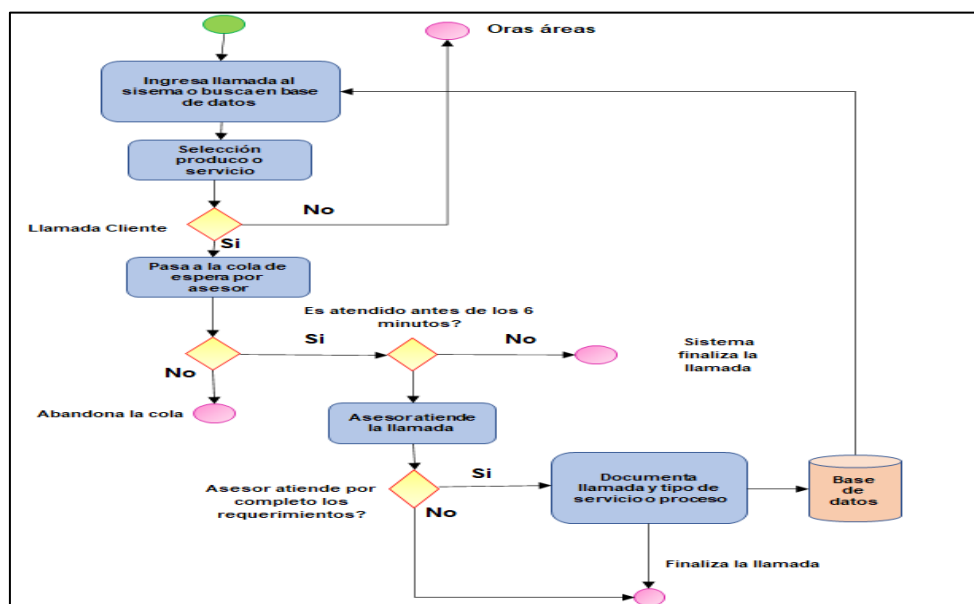 Oras áreas
Ingresa llamada al
sisema o busca en base
de datos
Selección
produco o
servicio
No
Llamada Cliente
Si
Pasa a la cola de
espera por
asesor
Es atendido antes de los 6
minutos?
Si
No
Sistema
finaliza la
llamada
No
Abandona la cola
Asesor atiende
la llamada
Si
Asesor atiende por
completo los
requerimientos?
No
Documenta
llamada y tipo de
servicio o proceso
Base
de
datos
Finaliza la llamada